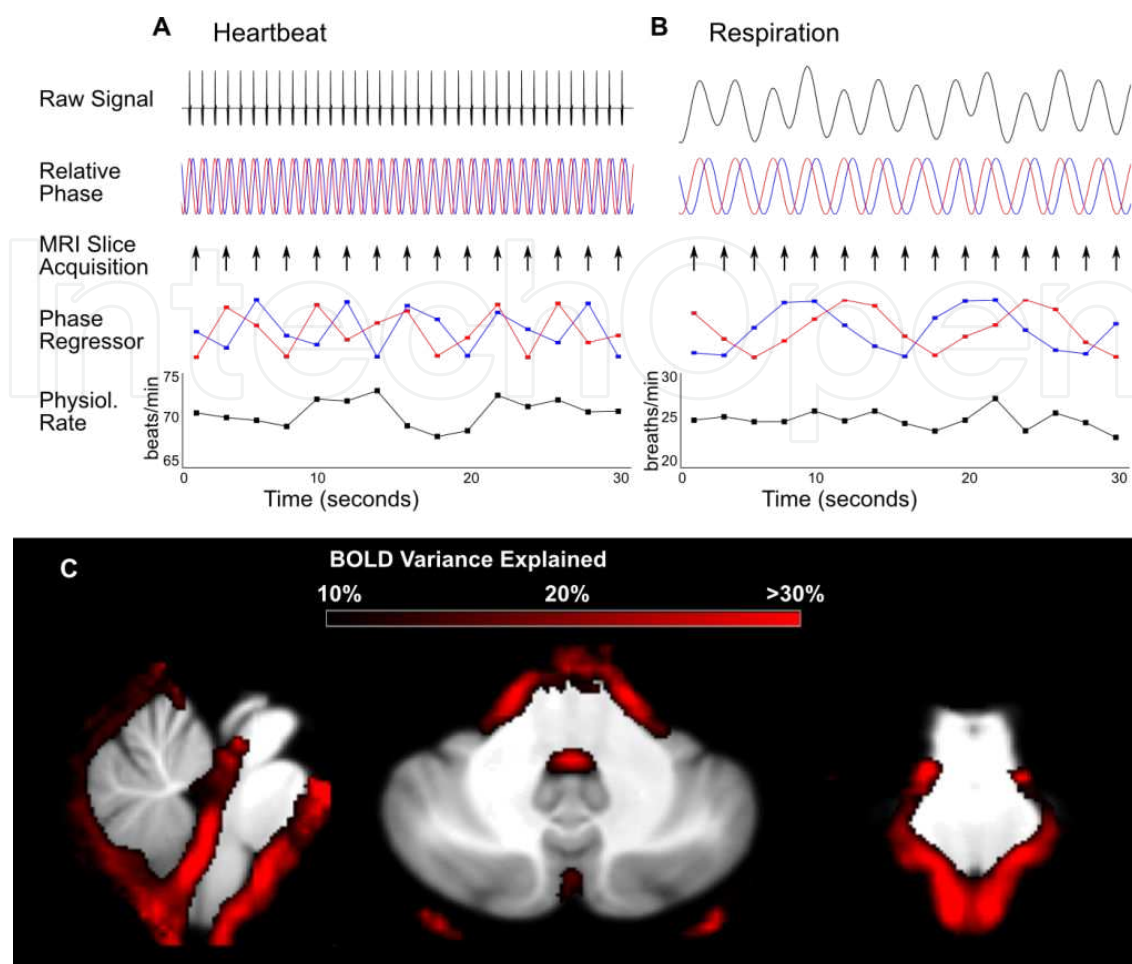 A Heartbeat
B Respiration
Raw Signal
Relative
Phase
MRI Slice
Acquisition
Phase
Regressor
Physiol.
Rate
beats/min
75
70
65
0 10 20 30
Time (seconds)
breaths/min
30
25
20
0 10 20 30
Time (seconds)
IntechOpen
C
BOLD Variance Explained
10% 20% >30%